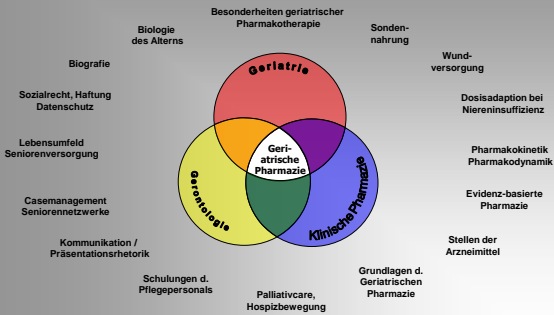 Besonderheiten geriatrischer
Pharmakotherapie
Biologie
des Alterns
Sonden-
nahrung
Biografie
Wund-
versorgung
Sozialrecht, Haftung
Datenschutz
Dosisadaption bei
Niereninsuffizienz
Lebensumfeld
Seniorenversorgung
Pharmakokinetik
Pharmakodynamik
Casemanagement
Seniorennetzwerke
Evidenz-basierte
Pharmazie
Kommunikation /
Präsentationsrhetorik
Stellen der
Arzneimittel
Schulungen d.
Pflegepersonals
Grundlagen d.
Geriatrischen
Pharmazie
Palliativcare,
Hospizbewegung
Geriatrie
Geri-
atrische
Pharmazie
Gerontologie
Klinische Pharmazie